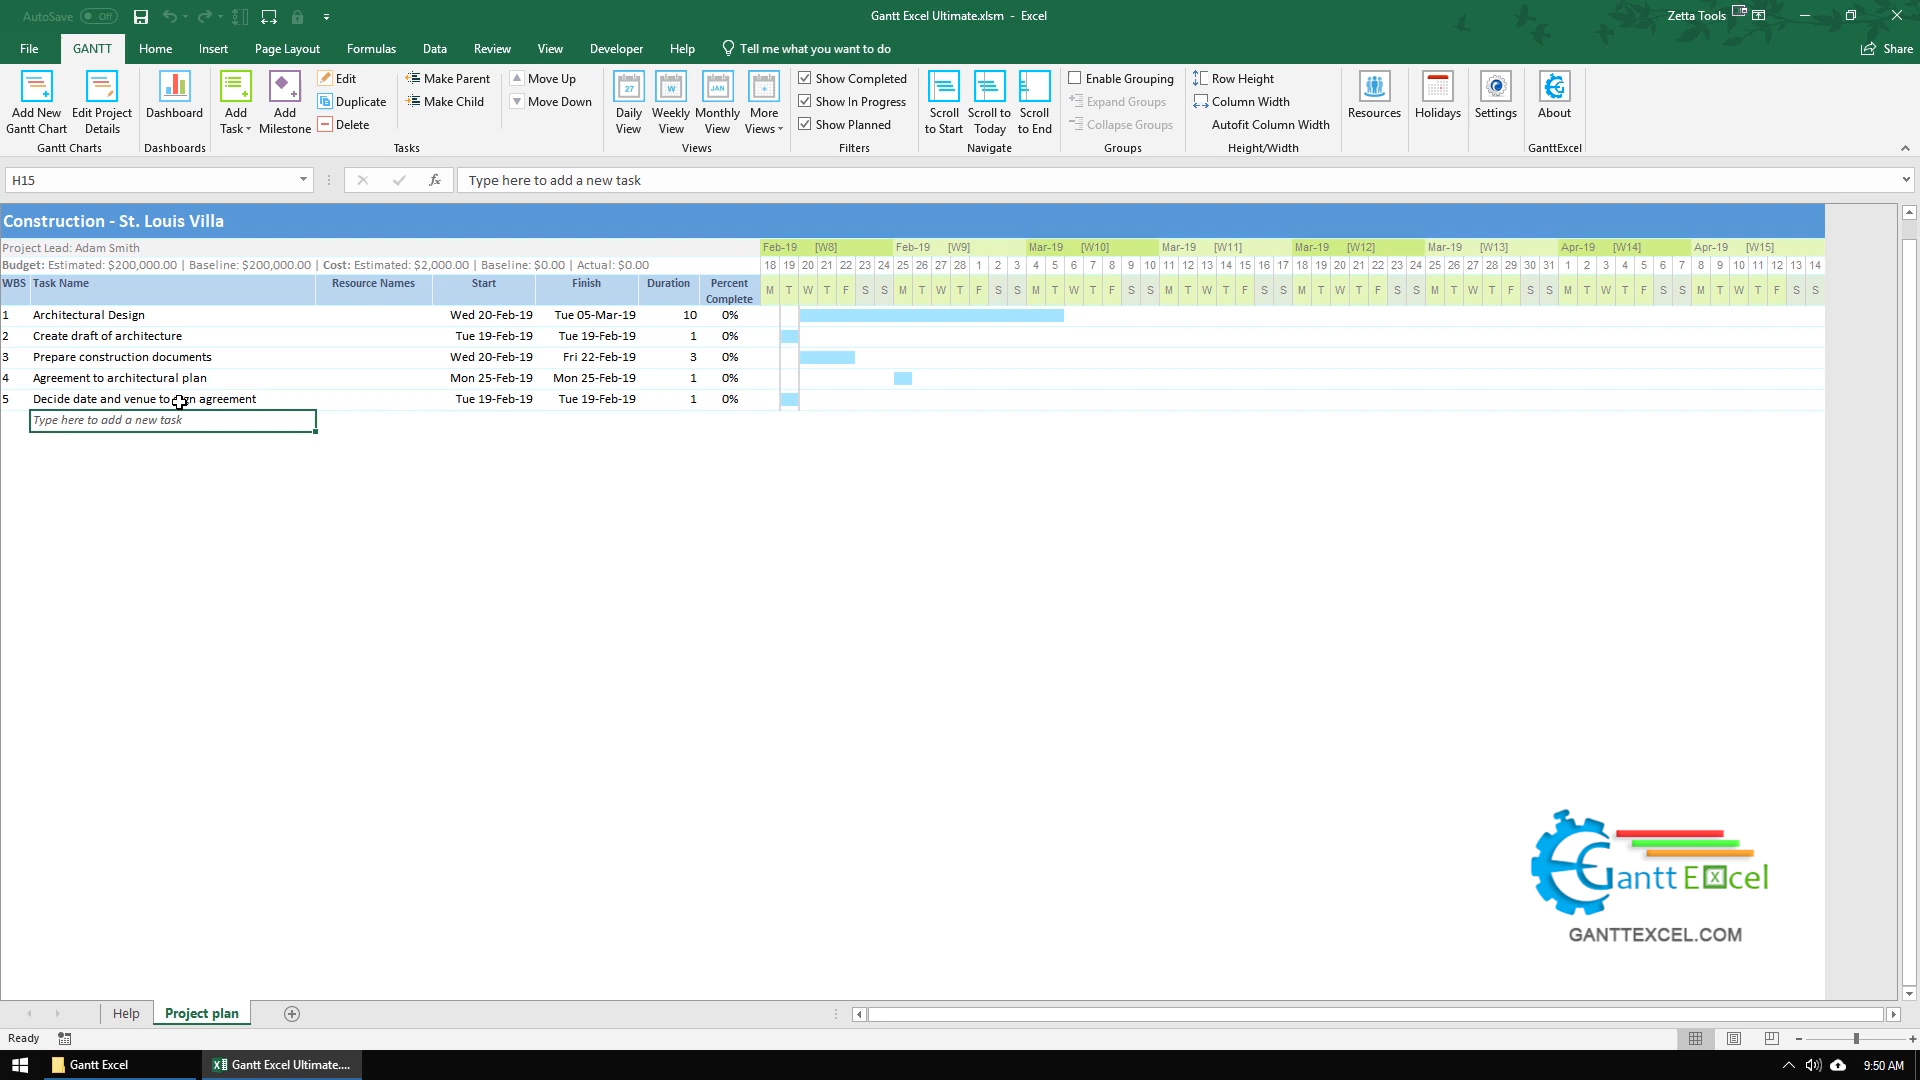 AutoSave Off
Gantt Excel Ultimate.xlsm - Excel
Zetta Tools
File GANTT Home Insert Page Layout Formulas Data Review View Developer Help Tell me what you want to do Share
Add New Gantt Chart
Edit Project Details
Gantt Charts
Dashboard
Dashboards
Add Task
Add Milestone
Edit
Duplicate
Delete
Make Parent
Make Child
Move Up
Move Down
Tasks
27
Daily View
W
Weekly View
JAN
Monthly View
More Views
Views
Show Completed
Show In Progress
Show Planned
Filters
Scroll to Start
Scroll to Today
Scroll to End
Navigate
Enable Grouping
Expand Groups
Collapse Groups
Groups
Row Height
Column Width
Autofit Column Width
Height/Width
Resources
Holidays
Settings
About
GanttExcel
H15
fx
Type here to add a new task
Construction - St. Louis Villa
Project Lead: Adam Smith
Feb-19 [W8] Feb-19 [W9] Mar-19 [W10] Mar-19 [W11] Mar-19 [W12] Mar-19 [W13] Apr-19 [W14] Apr-19 [W15]
Budget: Estimated: $200,000.00 | Baseline: $200,000.00 | Cost: Estimated: $2,000.00 | Baseline: $0.00 | Actual: $0.00
18 19 20 21 22 23 24 25 26 27 28 1 2 3 4 5 6 7 8 9 10 11 12 13 14 15 16 17 18 19 20 21 22 23 24 25 26 27 28 29 30 31 1 2 3 4 5 6 7 8 9 10 11 12 13 14
WBS Task Name Resource Names Start Finish Duration Percent Complete
M T W T F S S M T W T F S S M T W T F S S M T W T F S S M T W T F S S M T W T F S S M T W T F S S M T W T F S S
1 Architectural Design Wed 20-Feb-19 Tue 05-Mar-19 10 0%
2 Create draft of architecture Tue 19-Feb-19 Tue 19-Feb-19 1 0%
3 Prepare construction documents Wed 20-Feb-19 Fri 22-Feb-19 3 0%
4 Agreement to architectural plan Mon 25-Feb-19 Mon 25-Feb-19 1 0%
5 Decide date and venue to sign agreement Tue 19-Feb-19 Tue 19-Feb-19 1 0%
Type here to add a new task
Gantt Excel
GANTTEXCEL.COM
Help Project plan
Ready
Gantt Excel Gantt Excel Ultimate.... 9:50 AM